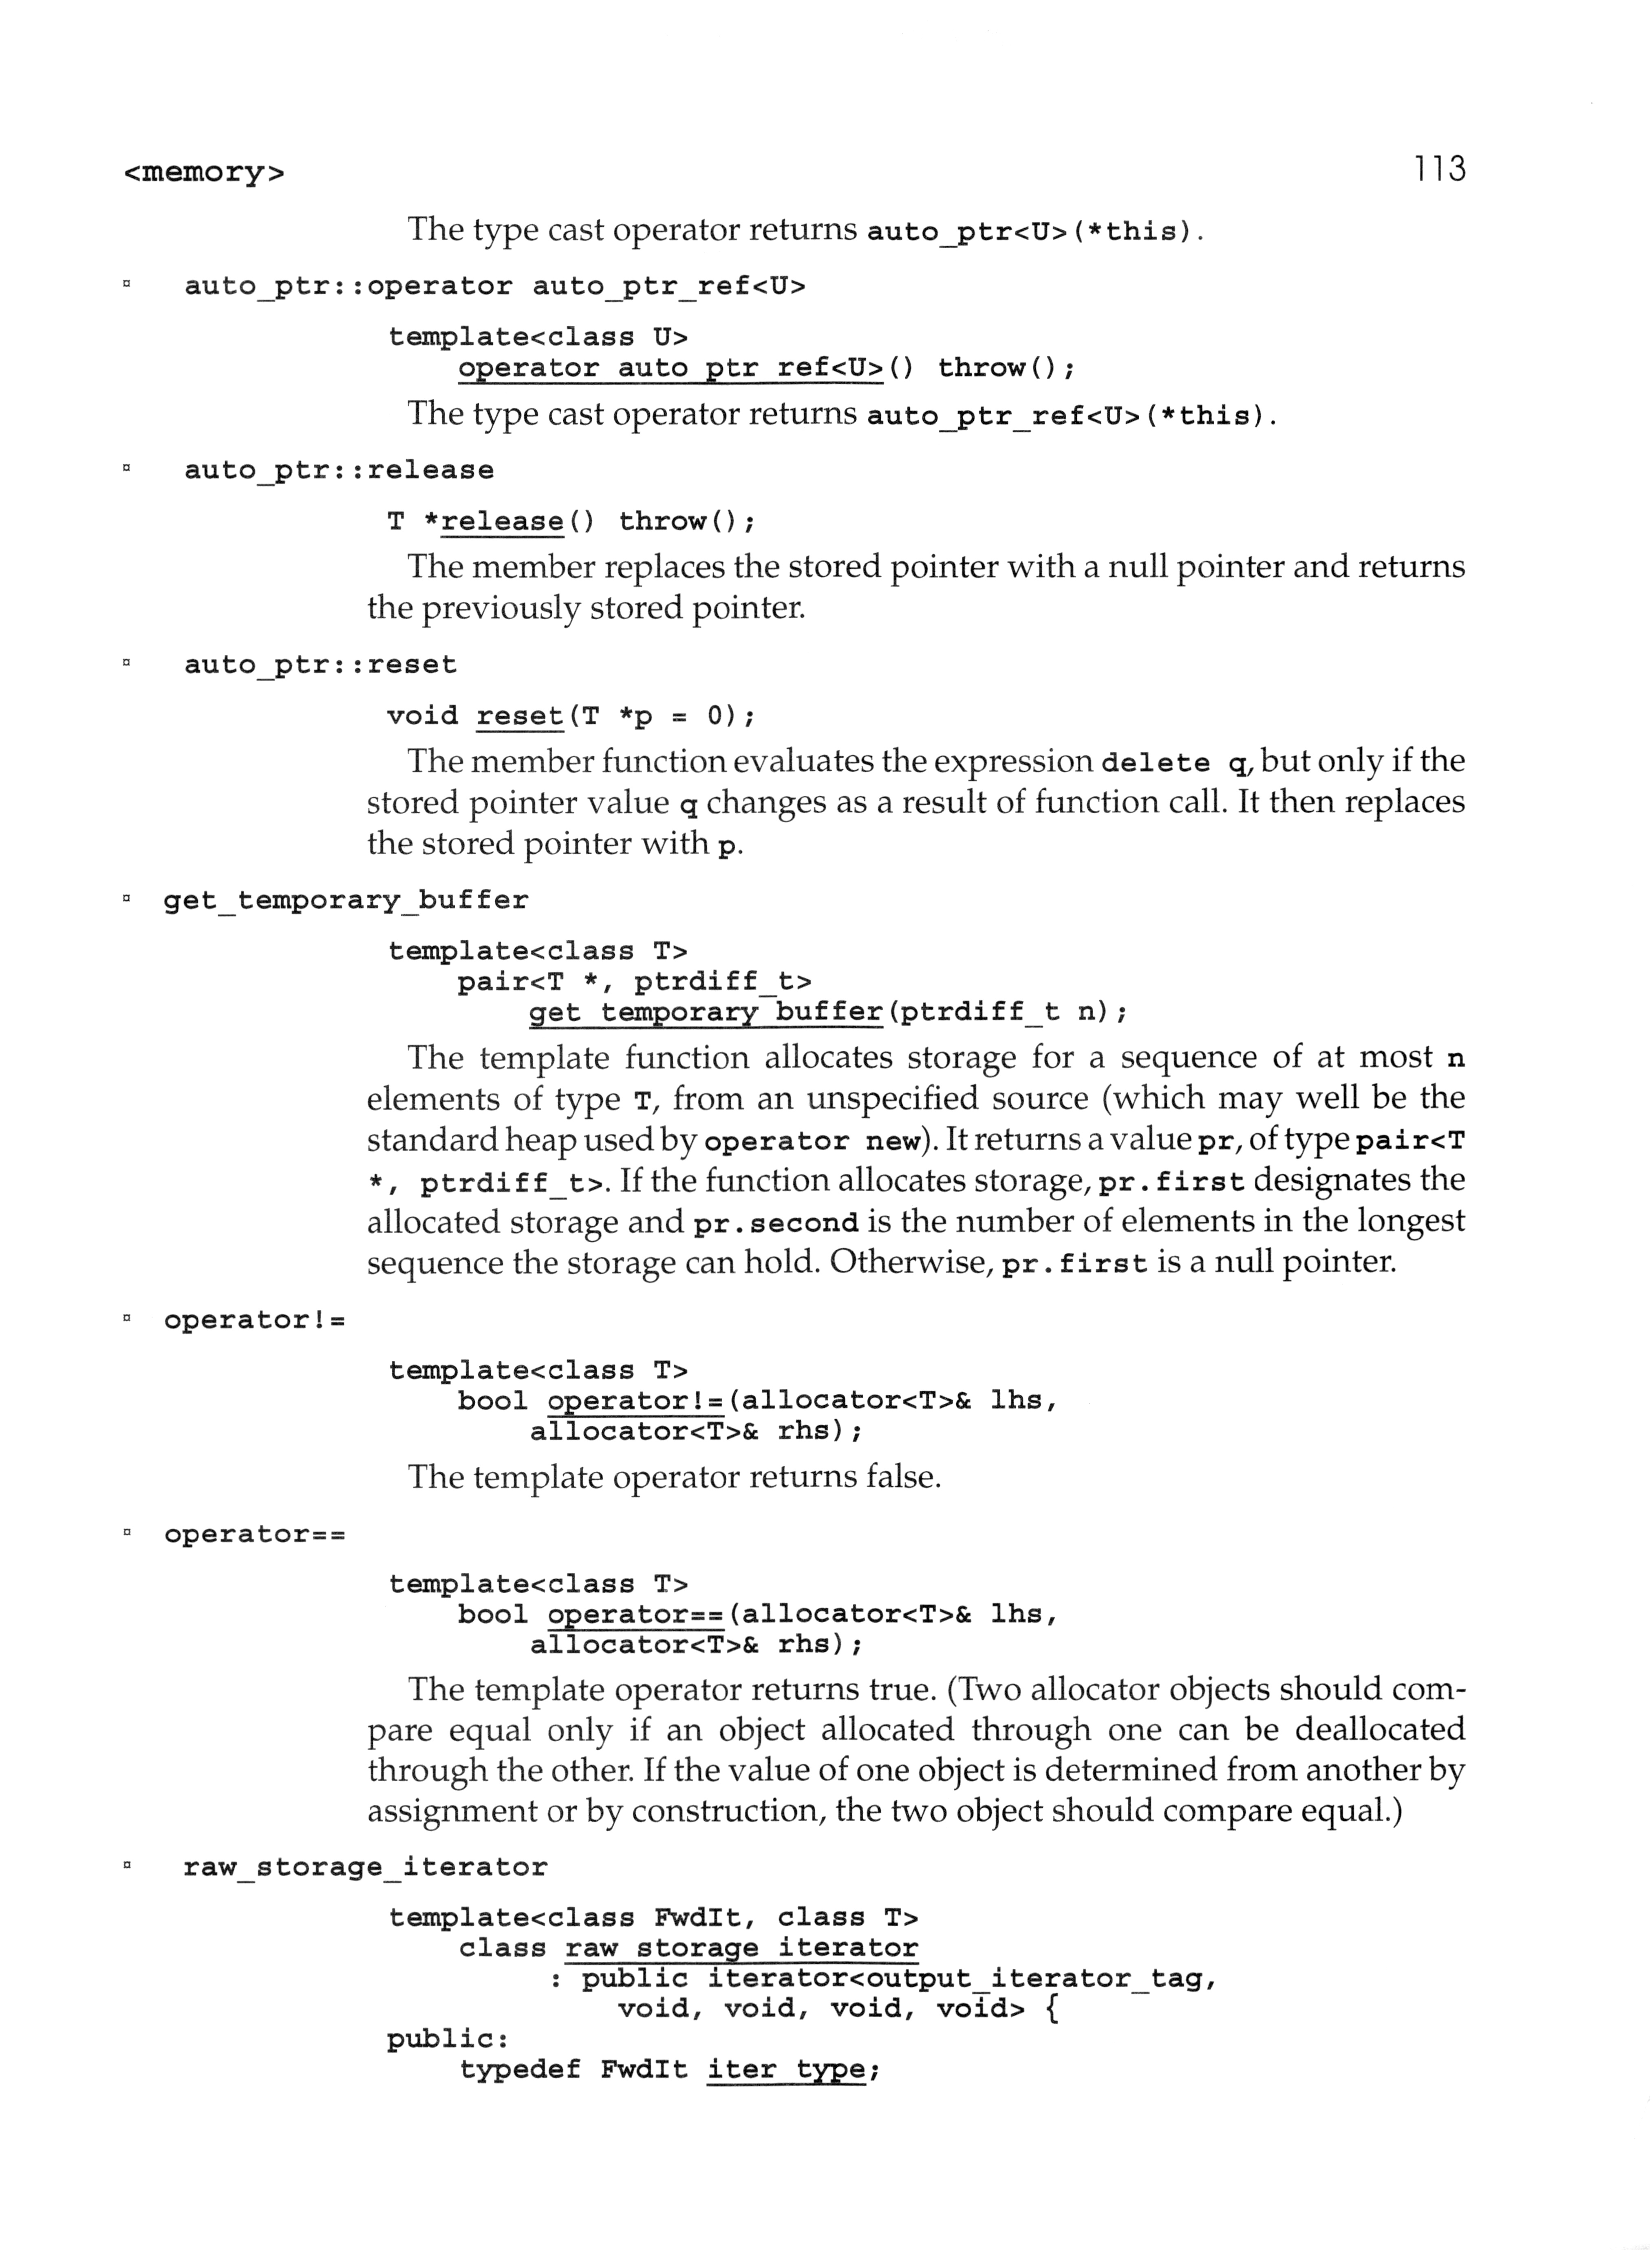 <memory> 113
The type cast operator returns auto_ptr<U>(*this).
▫ auto_ptr::operator auto_ptr_ref<U>
template<class U>
operator auto_ptr_ref<U>() throw();
The type cast operator returns auto_ptr_ref<U>(*this).
▫ auto_ptr::release
T *release() throw();
The member replaces the stored pointer with a null pointer and returns
the previously stored pointer.
▫ auto_ptr::reset
void reset(T *p = 0);
The member function evaluates the expression delete q, but only if the
stored pointer value q changes as a result of function call. It then replaces
the stored pointer with p.
▫ get_temporary_buffer
template<class T>
pair<T *, ptrdiff_t>
get_temporary_buffer(ptrdiff_t n);
The template function allocates storage for a sequence of at most n
elements of type T, from an unspecified source (which may well be the
standard heap used by operator new). It returns a value pr, of type pair<T
*, ptrdiff_t>. If the function allocates storage, pr.first designates the
allocated storage and pr.second is the number of elements in the longest
sequence the storage can hold. Otherwise, pr.first is a null pointer.
▫ operator!=
template<class T>
bool operator!=(allocator<T>& lhs,
allocator<T>& rhs);
The template operator returns false.
▫ operator==
template<class T>
bool operator==(allocator<T>& lhs,
allocator<T>& rhs);
The template operator returns true. (Two allocator objects should com-
pare equal only if an object allocated through one can be deallocated
through the other. If the value of one object is determined from another by
assignment or by construction, the two object should compare equal.)
▫ raw_storage_iterator
template<class FwdIt, class T>
class raw_storage_iterator
: public iterator<output_iterator_tag,
void, void, void, void> {
public:
typedef FwdIt iter_type;